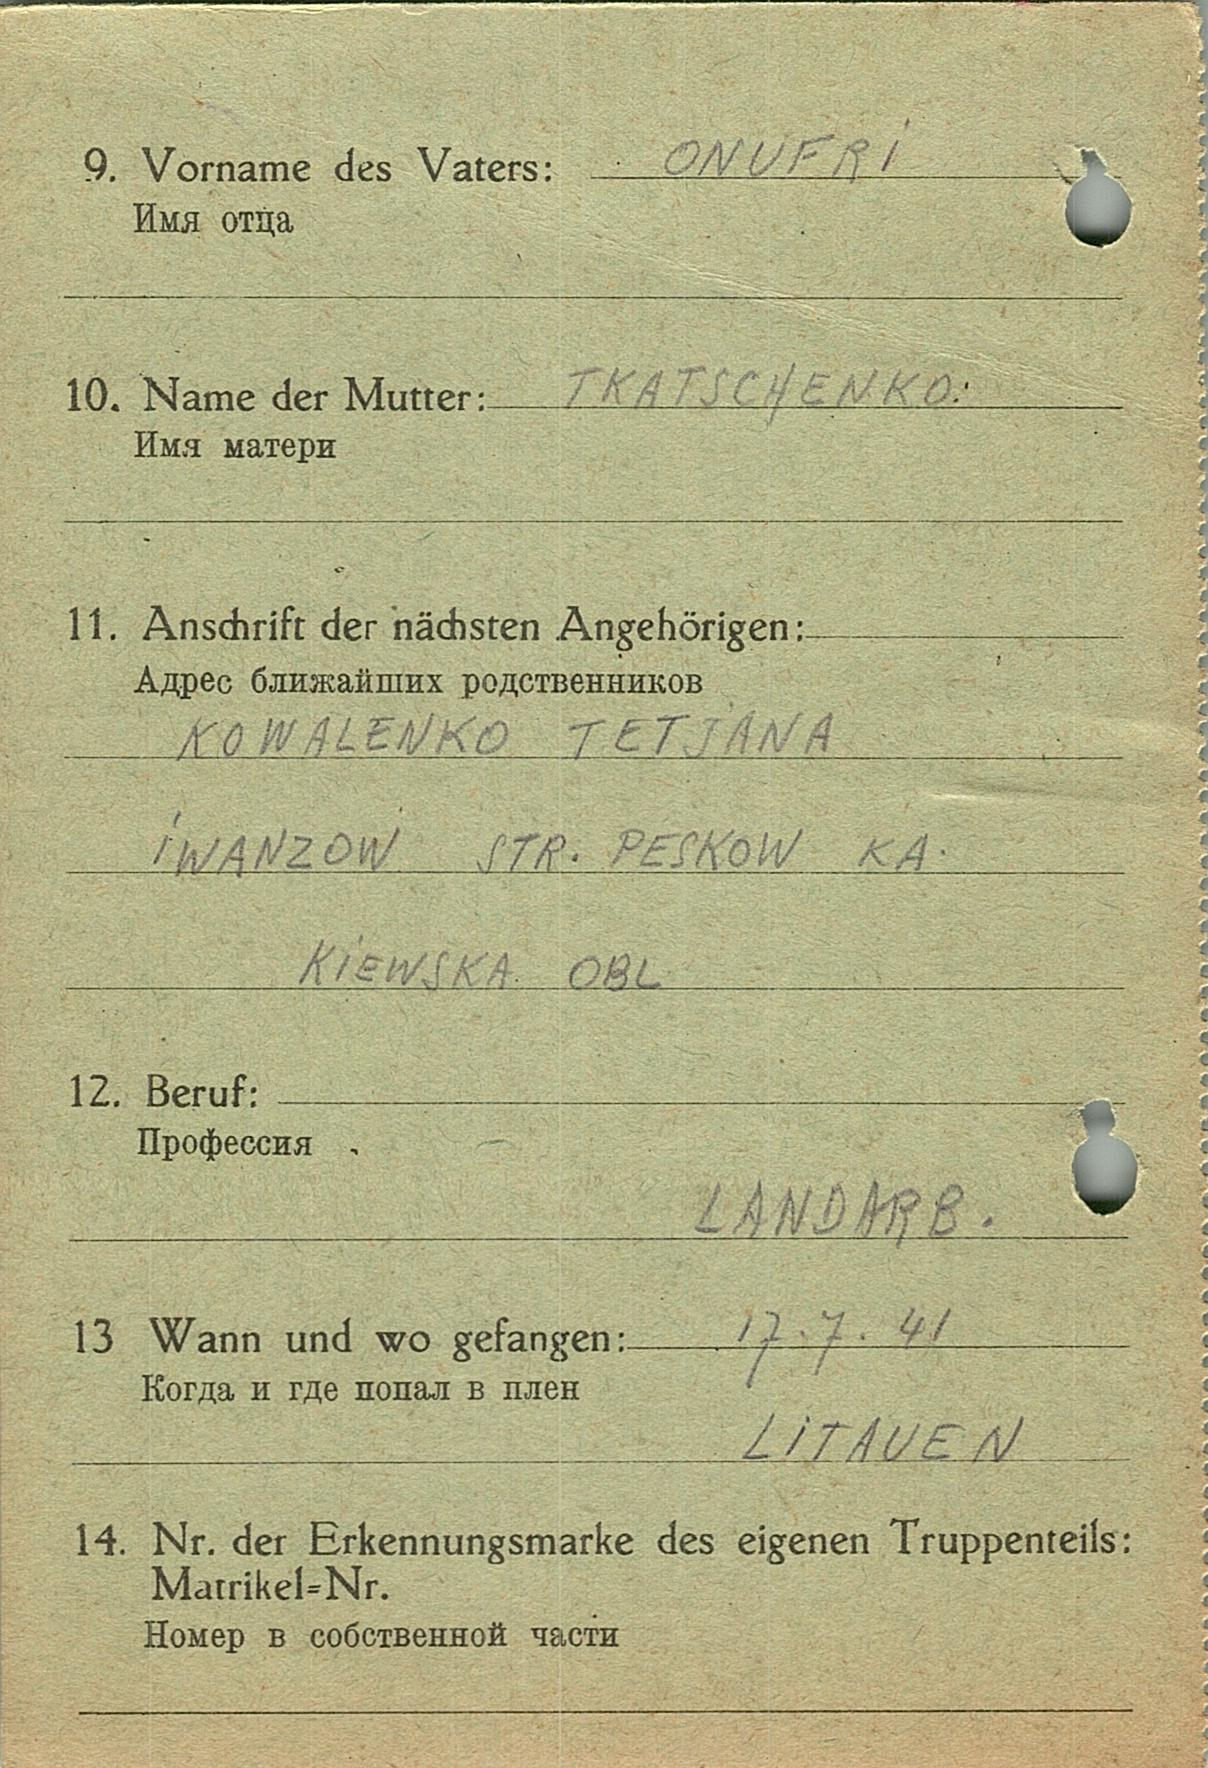 9. Vorname des Vaters: ONUFRI
Имя отца
10. Name der Mutter: TKATSCHENKO.
Имя матери
11. Anschrift der nächsten Angehörigen:
Адрес ближайших родственников
KOWALENKO TETJANA
IWANZOW STR. PESKOW KA.
KIEWSKA OBL
12. Beruf:
Профессия
LANDARB.
13 Wann und wo gefangen: 17.7.41
Когда и где попал в плен
LITAUEN
14. Nr. der Erkennungsmarke des eigenen Truppenteils:
Matrikel=Nr.
Номер в собственной части